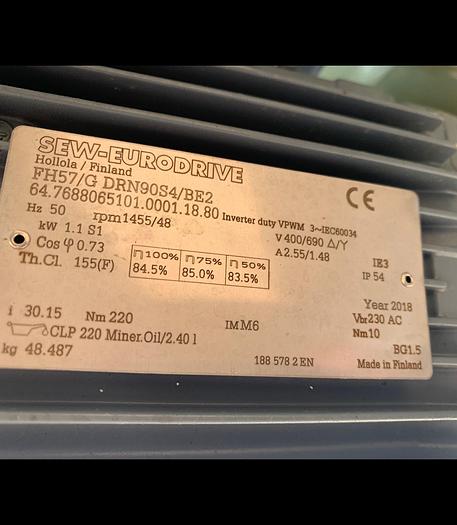 SEW-EURODRIVE
Hollola / Finland
CE
FH57/G DRN90S4/BE2
64.7688065101.0001.18.80 Inverter duty VPWM 3~IEC60034
Hz 50 rpm1455/48 V 400/690 Δ/Y
kW 1.1 S1 A 2.55/1.48 IE3
Cos φ 0.73 IP 54
Th.Cl. 155(F)
η100% η75% η50%
84.5% 85.0% 83.5%
i 30.15 Nm 220 IM M6 Year 2018
Vbr230 AC
CLP 220 Miner.Oil/2.40 l Nm10
kg 48.487 188 578 2 EN BG1.5
Made in Finland